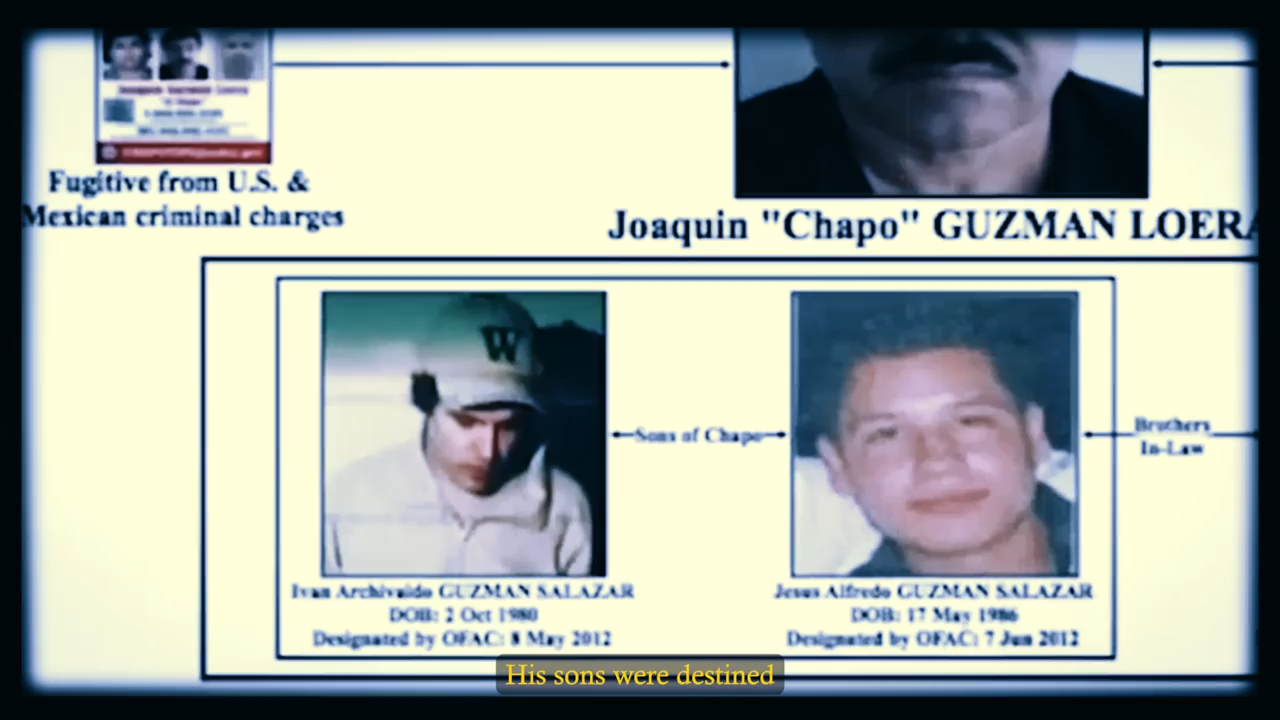 Fugitive from U.S. &
Mexican criminal charges
Joaquin "Chapo" GUZMAN LOERA
Sons of Chapo
Brothers
In-Law
Ivan Archivaldo GUZMAN SALAZAR
DOB: 2 Oct 1980
Designated by OFAC: 8 May 2012
Jesus Alfredo GUZMAN SALAZAR
DOB: 17 May 1986
Designated by OFAC: 7 Jun 2012
W
His sons were destined